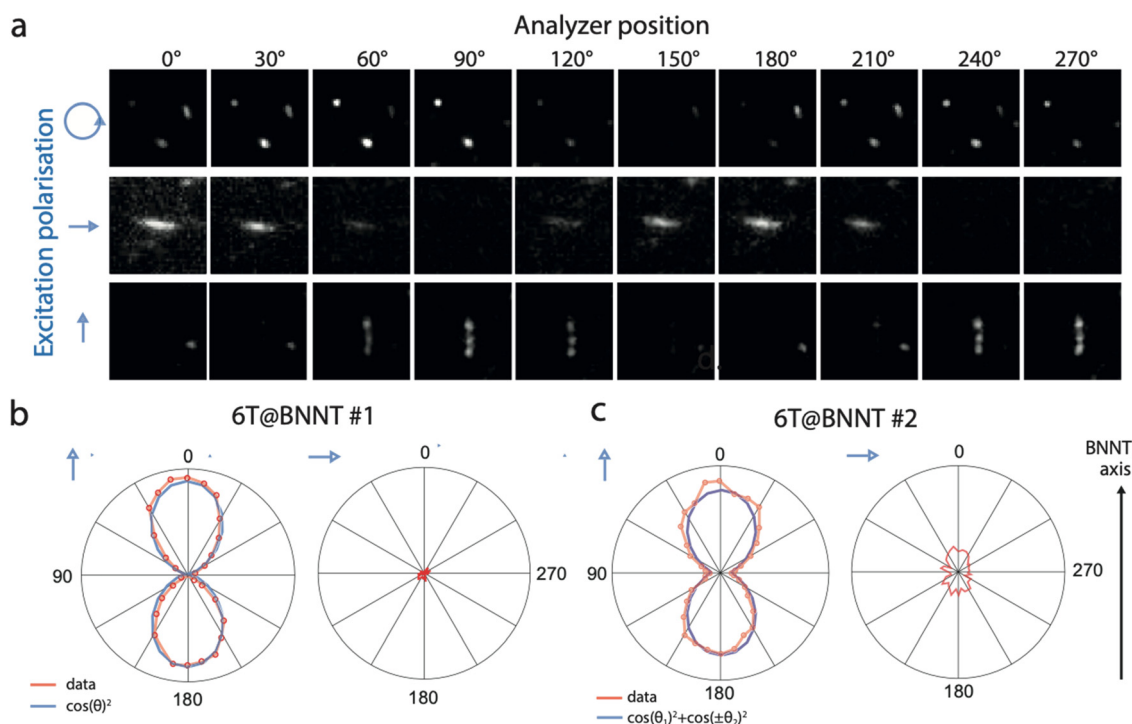 a
Analyzer position
0° 30° 60° 90° 120° 150° 180° 210° 240° 270°
Excitation polarisation
b
6T@BNNT #1
0
90
180
data
cos(θ)²
0
270
180
c
6T@BNNT #2
0
90
180
data
cos(θ₁)²+cos(±θ₂)²
0
270
180
BNNT
axis